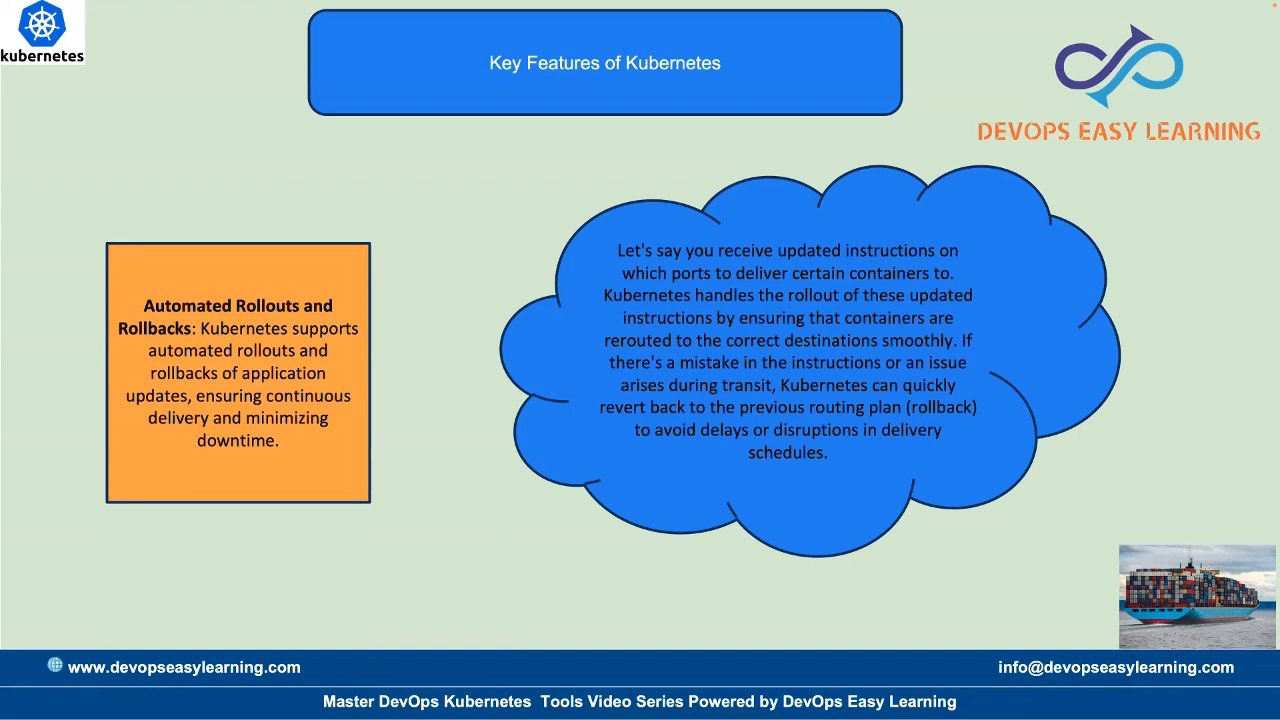 kubernetes
Key Features of Kubernetes
DEVOPS EASY LEARNING
Automated Rollouts and
Rollbacks: Kubernetes supports
automated rollouts and
rollbacks of application
updates, ensuring continuous
delivery and minimizing
downtime.
Let's say you receive updated instructions on
which ports to deliver certain containers to.
Kubernetes handles the rollout of these updated
instructions by ensuring that containers are
rerouted to the correct destinations smoothly. If
there's a mistake in the instructions or an issue
arises during transit, Kubernetes can quickly
revert back to the previous routing plan (rollback)
to avoid delays or disruptions in delivery
schedules.
www.devopseasylearning.com
info@devopseasylearning.com
Master DevOps Kubernetes  Tools Video Series Powered by DevOps Easy Learning